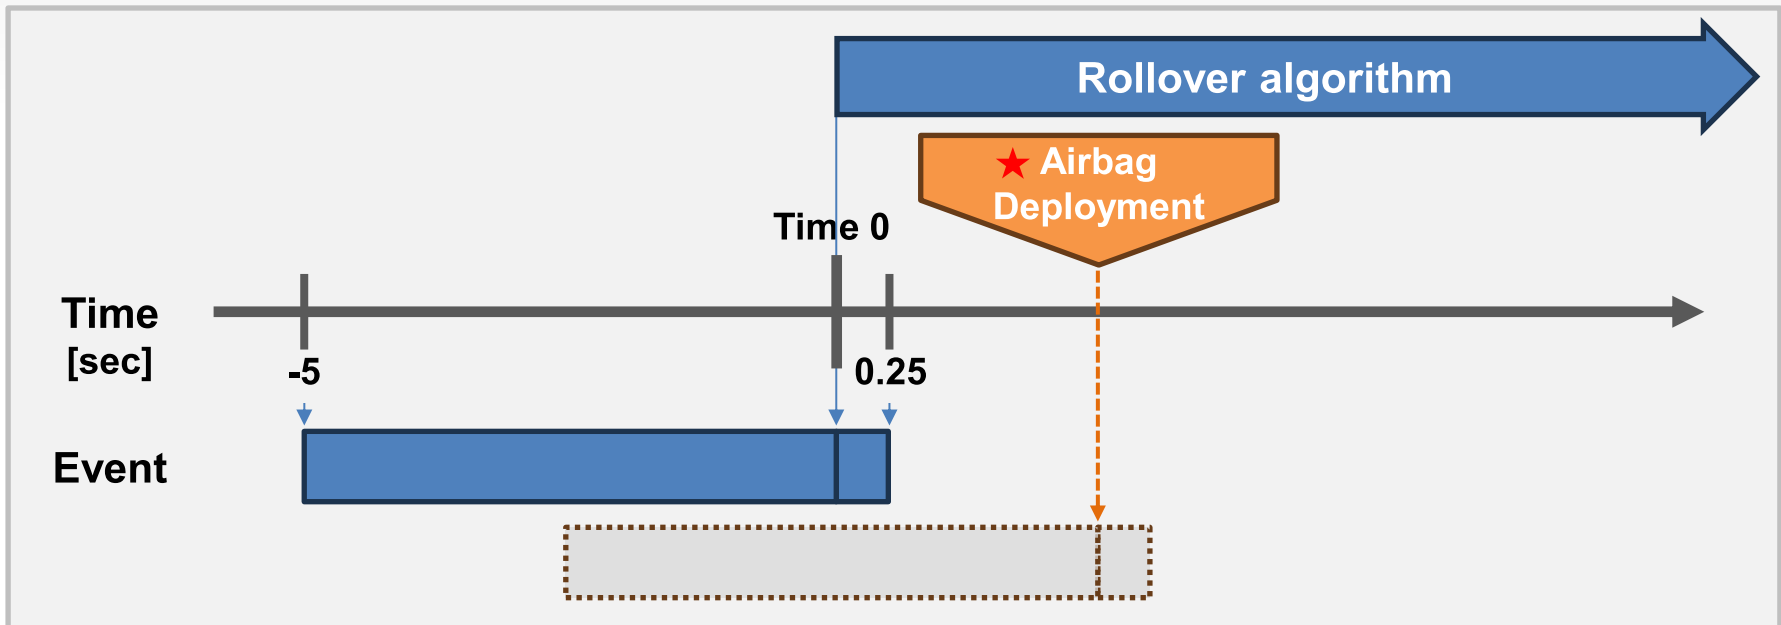 Rollover algorithm
★ Airbag
Deployment
Time 0
Time
[sec]
-5
0.25
Event